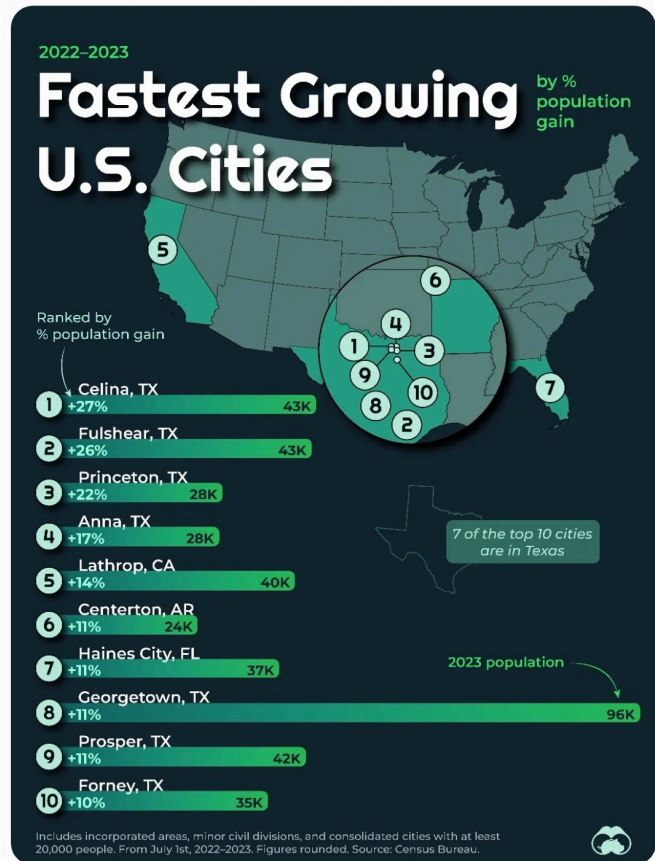 2022–2023
Fastest Growing
U.S. Cities
by %
population
gain
5
6
4
1
3
9
10
8
2
7
Ranked by
% population gain
Celina, TX
1 +27% 43K
Fulshear, TX
2 +26% 43K
Princeton, TX
3 +22% 28K
Anna, TX
4 +17% 28K
Lathrop, CA
5 +14% 40K
Centerton, AR
6 +11% 24K
Haines City, FL
7 +11% 37K
Georgetown, TX
8 +11% 96K
Prosper, TX
9 +11% 42K
Forney, TX
10 +10% 35K
7 of the top 10 cities
are in Texas
2023 population
Includes incorporated areas, minor civil divisions, and consolidated cities with at least
20,000 people. From July 1st, 2022–2023. Figures rounded. Source: Census Bureau.